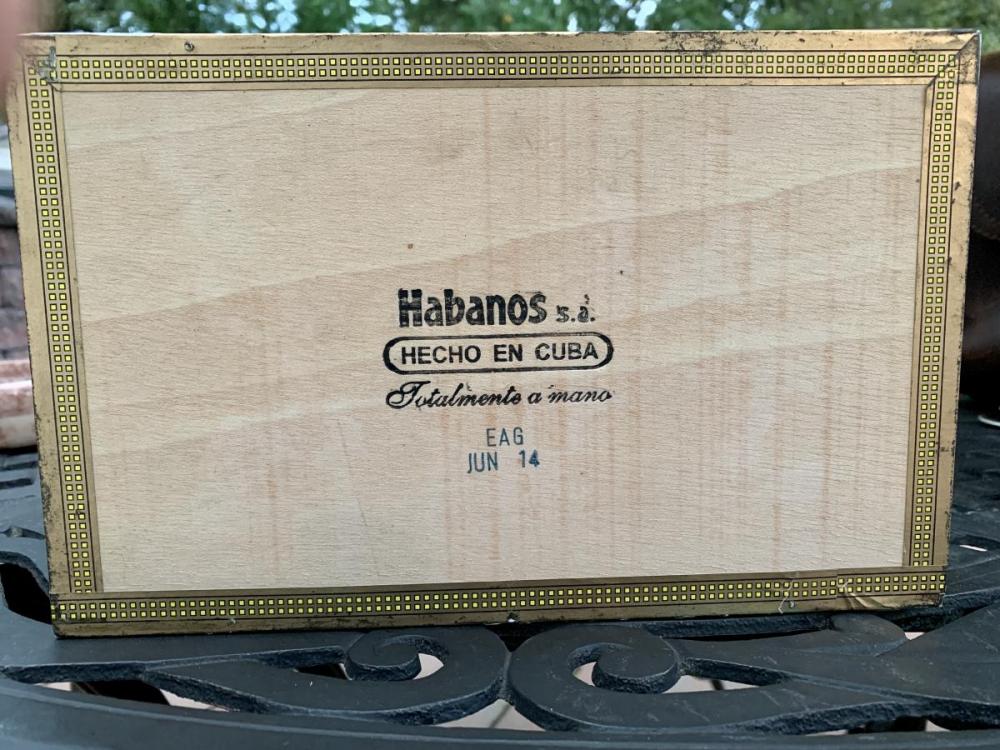 Habanos s.a.
HECHO EN CUBA
Totalmente a mano
EAG
JUN 14